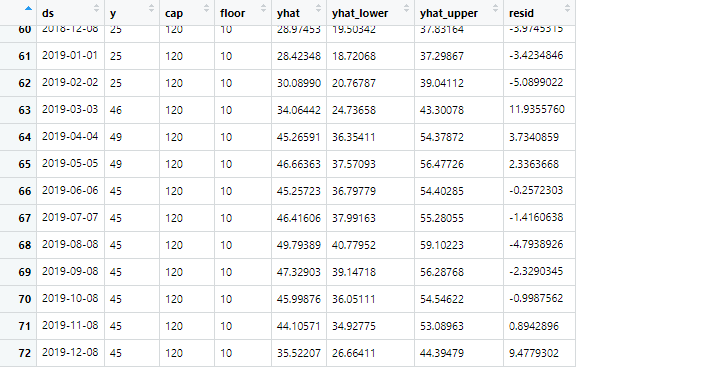 ds y cap floor yhat yhat_lower yhat_upper resid
60 2018-12-08 25 120 10 28.97453 19.50342 37.83164 -3.9745315
61 2019-01-01 25 120 10 28.42348 18.72068 37.29867 -3.4234846
62 2019-02-02 25 120 10 30.08990 20.76787 39.04112 -5.0899022
63 2019-03-03 46 120 10 34.06442 24.73658 43.30078 11.9355760
64 2019-04-04 49 120 10 45.26591 36.35411 54.37872 3.7340859
65 2019-05-05 49 120 10 46.66363 37.57093 56.47726 2.3363668
66 2019-06-06 45 120 10 45.25723 36.79779 54.40285 -0.2572303
67 2019-07-07 45 120 10 46.41606 37.99163 55.28055 -1.4160638
68 2019-08-08 45 120 10 49.79389 40.77952 59.10223 -4.7938926
69 2019-09-08 45 120 10 47.32903 39.14718 56.28768 -2.3290345
70 2019-10-08 45 120 10 45.99876 36.05111 54.54622 -0.9987562
71 2019-11-08 45 120 10 44.10571 34.92775 53.08963 0.8942896
72 2019-12-08 45 120 10 35.52207 26.66411 44.39479 9.4779302